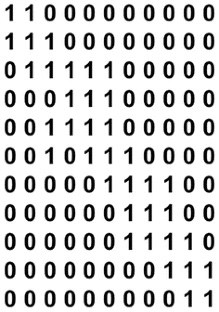 1 1 0 0 0 0 0 0 0 0 0
1 1 1 0 0 0 0 0 0 0 0
0 1 1 1 1 1 0 0 0 0 0
0 0 0 1 1 1 0 0 0 0 0
0 0 1 1 1 1 0 0 0 0 0
0 0 1 0 1 1 1 0 0 0 0
0 0 0 0 0 1 1 1 1 0 0
0 0 0 0 0 0 1 1 1 0 0
0 0 0 0 0 0 1 1 1 1 0
0 0 0 0 0 0 0 0 1 1 1
0 0 0 0 0 0 0 0 0 1 1